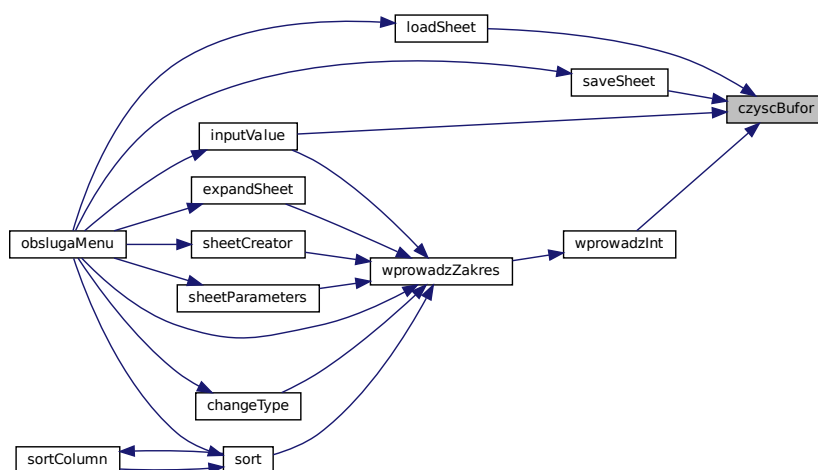 loadSheet
saveSheet
czyscBufor
inputValue
expandSheet
obslugaMenu
sheetCreator
wprowadzInt
wprowadzZakres
sheetParameters
changeType
sortColumn
sort